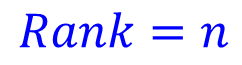 Rank = n